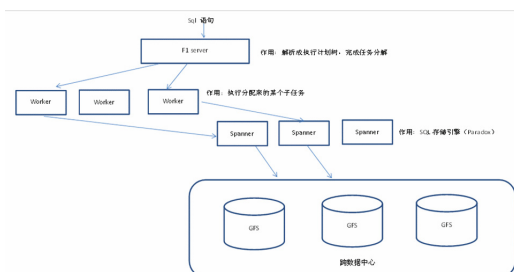 Sql 语句
F1 server
作用：解析成执行计划树，完成任务分解
Worker
Worker
Worker
作用：执行分配来的某个子任务
Spanner
Spanner
Spanner
作用：SQL 存储引擎（Paradox）
GFS
GFS
GFS
跨数据中心